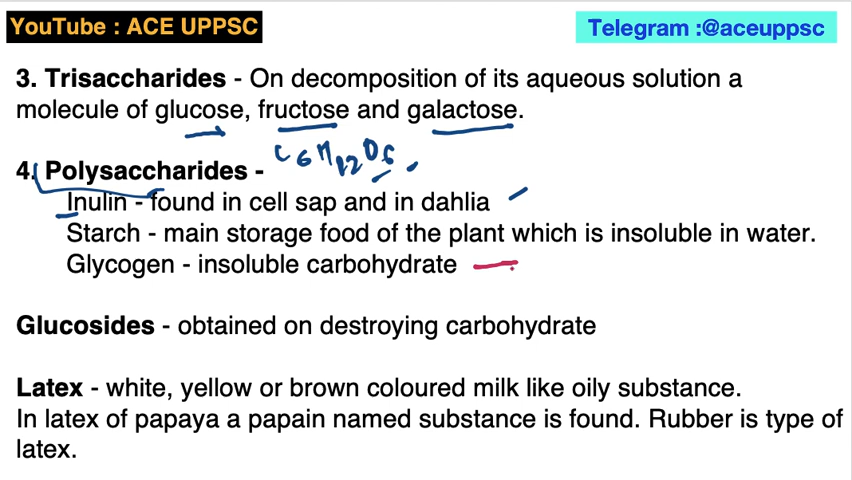 YouTube : ACE UPPSC
Telegram :@aceuppsc
3. Trisaccharides - On decomposition of its aqueous solution a
molecule of glucose, fructose and galactose.
C6H12O6
4. Polysaccharides -
Inulin - found in cell sap and in dahlia
Starch - main storage food of the plant which is insoluble in water.
Glycogen - insoluble carbohydrate
Glucosides - obtained on destroying carbohydrate
Latex - white, yellow or brown coloured milk like oily substance.
In latex of papaya a papain named substance is found. Rubber is type of
latex.